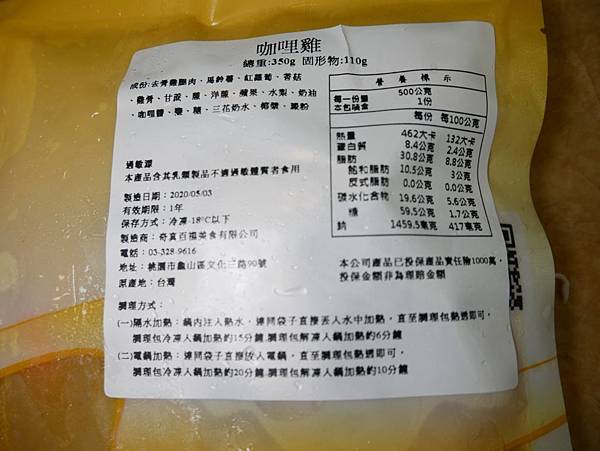 咖哩雞
總重:350g 固形物:110g
成份:去骨雞腿肉、馬鈴薯、紅蘿蔔、香菇
、雞骨、甘蔗、薑、洋蔥、蘋果、水梨、奶油
、咖哩醬、鹽、糖、三花奶水、椰漿、藤粉
過敏源
本產品含其乳類製品不適過敏體質者食用
製造日期：2020/05/03
有效期限：1年
保存方式：冷凍-18℃以下
製造商：奇真百福美食有限公司
電話：03-328-9616
地址：桃園市龜山區文化三路99號
原產地：台灣
營養標示
每一份量 500公克
本包裝含 1份
每份 每100公克
熱量 462大卡 132大卡
蛋白質 8.4公克 2.4公克
脂肪 30.8公克 8.8公克
飽和脂肪 10.5公克 3公克
反式脂肪 0.0公克 0.0公克
碳水化合物 19.6公克 5.6公克
糖 59.5公克 1.7公克
鈉 1459.5毫克 417毫克
本公司產品已投保產品責任險1000萬，
投保金額非為理賠金額
調理方式：
(一)隔水加熱：鍋內注入熱水，連同袋子直接丟入水中加熱，直至調理包熱透即可，
調理包冷凍入鍋加熱約15分鐘 調理包解凍入鍋加熱約6分鐘
(二)電鍋加熱：連同袋子直接放入電鍋，直至調理包熱透即可，
調理包冷凍入鍋加熱約20分鐘 調理包解凍入鍋加熱約10分鐘